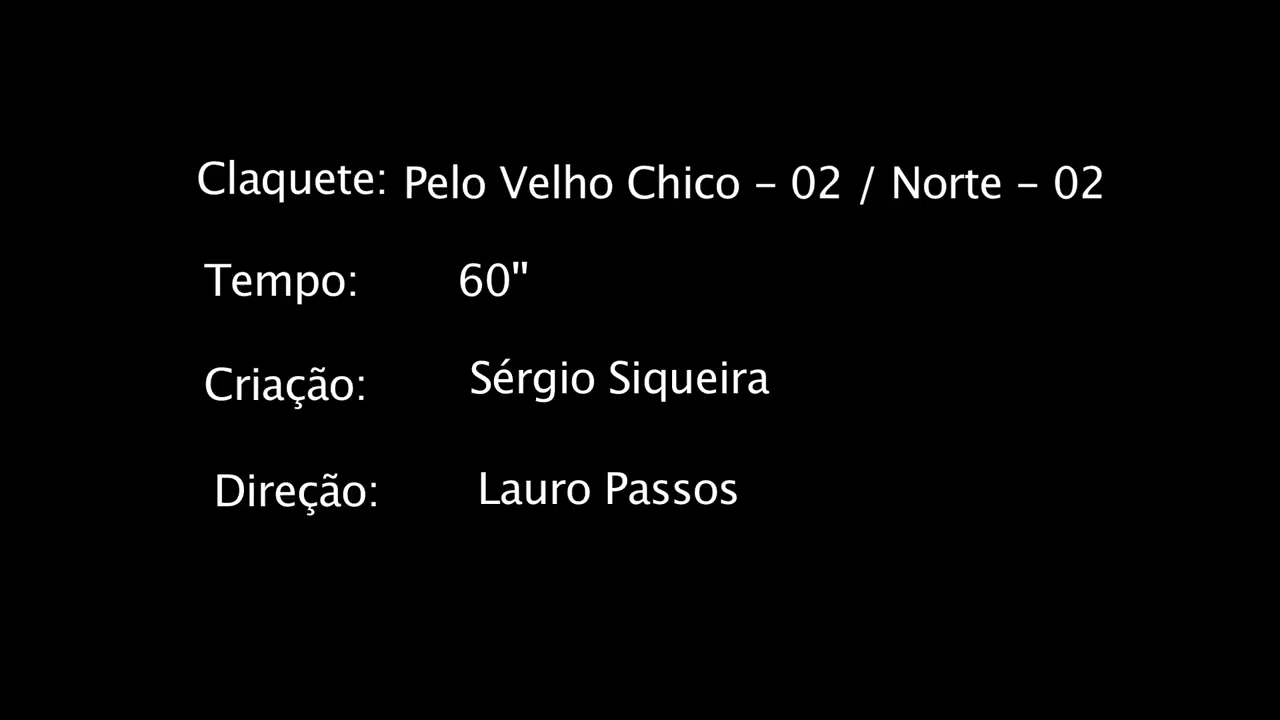 Claquete: Pelo Velho Chico – 02 / Norte – 02
Tempo: 60"
Criação: Sérgio Siqueira
Direção: Lauro Passos